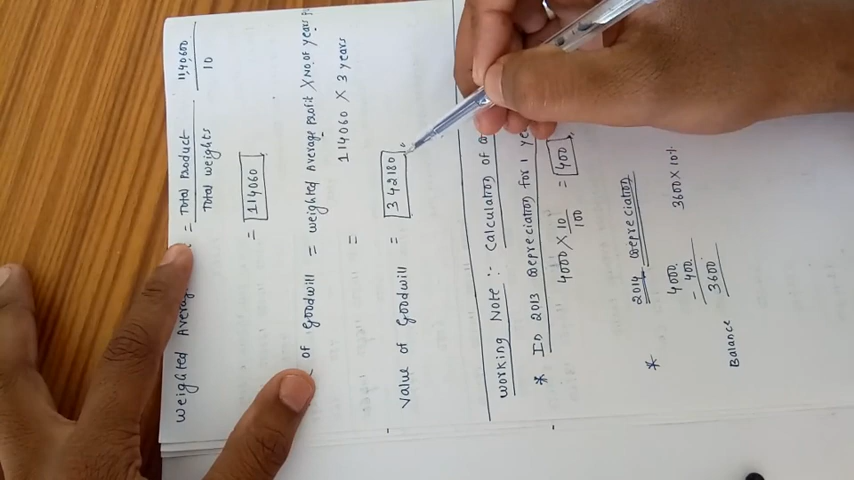 Weighted Avera = Total Product 11,40,600
Total weights 10
= 114060
of Goodwill = weighted Average Profit X No. of years
= 114060 X 3 years
Value of Goodwill = 342180
Working Note :- Calculation of
* In 2013 Depreciation for 1 ye
4000 X 10 = 400
100
* 2014 Depreciation
4000 3600 X 10%
- 400
Balance 3600